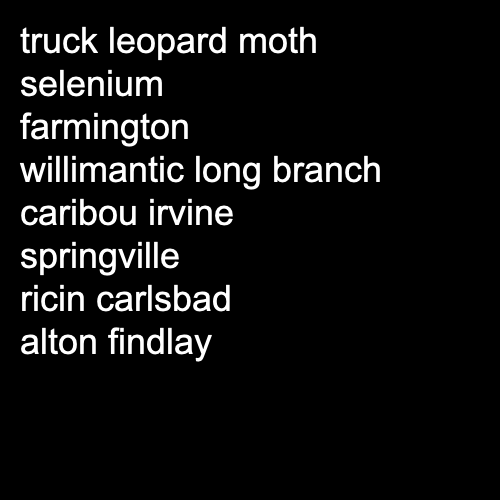 truck leopard moth
selenium
farmington
willimantic long branch
caribou irvine
springville
ricin carlsbad
alton findlay